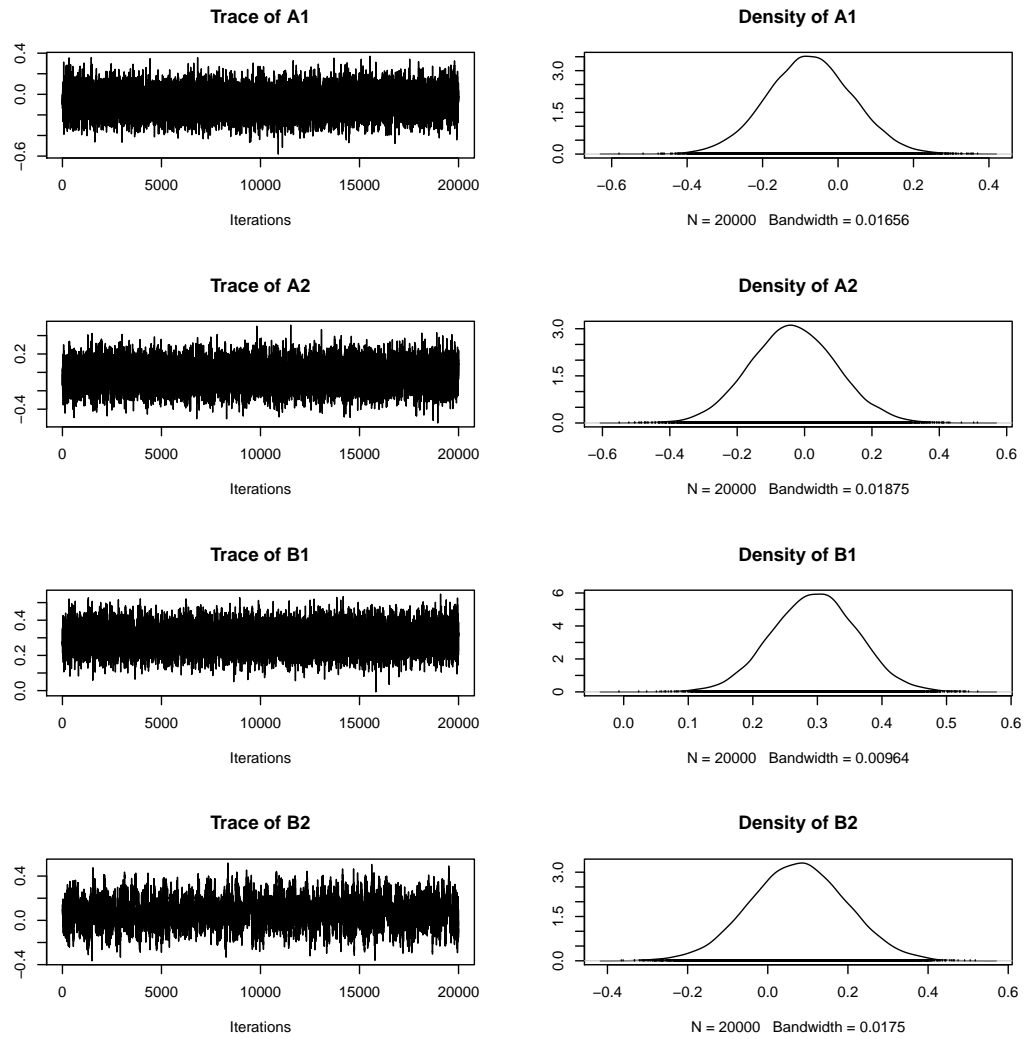 Trace of A1
0.4
0.0
−0.6
0 5000 10000 15000 20000
Iterations
Density of A1
3.0
1.5
0.0
−0.6 −0.4 −0.2 0.0 0.2 0.4
N = 20000 Bandwidth = 0.01656
Trace of A2
0.2
−0.4
0 5000 10000 15000 20000
Iterations
Density of A2
3.0
1.5
0.0
−0.6 −0.4 −0.2 0.0 0.2 0.4 0.6
N = 20000 Bandwidth = 0.01875
Trace of B1
0.4
0.2
0.0
0 5000 10000 15000 20000
Iterations
Density of B1
6
4
2
0
0.0 0.1 0.2 0.3 0.4 0.5 0.6
N = 20000 Bandwidth = 0.00964
Trace of B2
0.4
0.0
−0.4
0 5000 10000 15000 20000
Iterations
Density of B2
3.0
1.5
0.0
−0.4 −0.2 0.0 0.2 0.4 0.6
N = 20000 Bandwidth = 0.0175